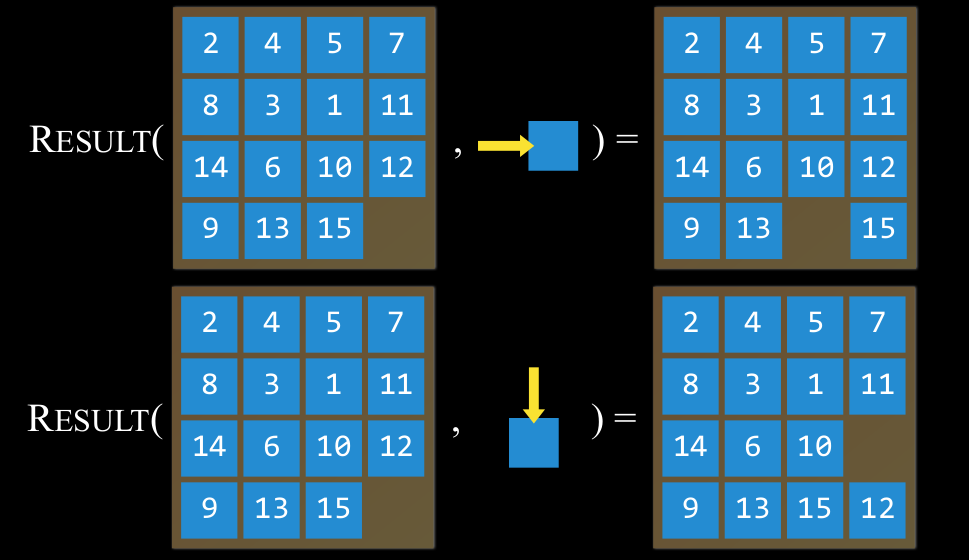 2 4 5 7 2 4 5 7
8 3 1 11 8 3 1 11
RESULT( , ) =
14 6 10 12 14 6 10 12
9 13 15 9 13 15
2 4 5 7 2 4 5 7
8 3 1 11 8 3 1 11
RESULT( , ) =
14 6 10 12 14 6 10
9 13 15 9 13 15 12